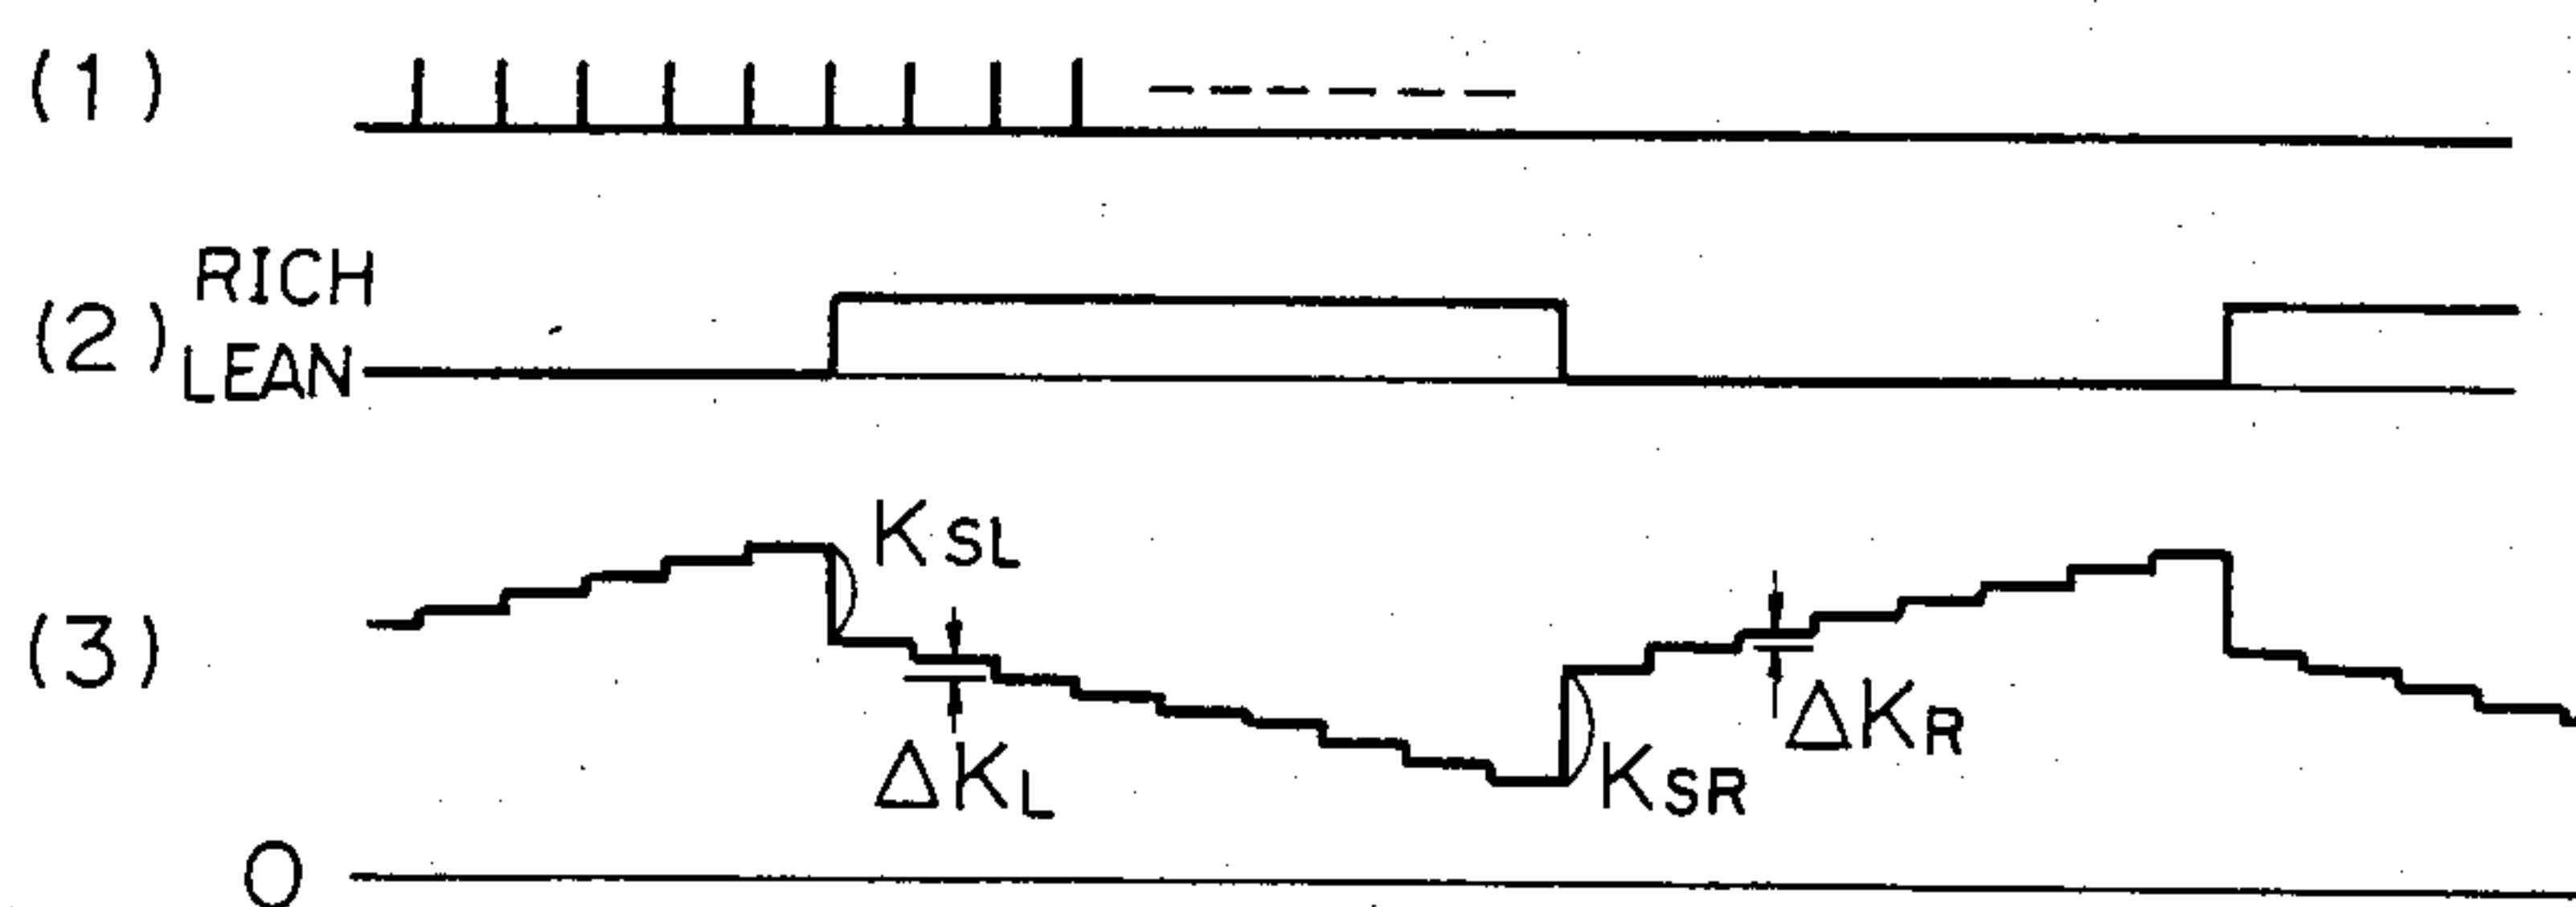 (1)
RICH
(2)
LEAN
KSL
(3)
ΔKR
ΔKL
KSR
0